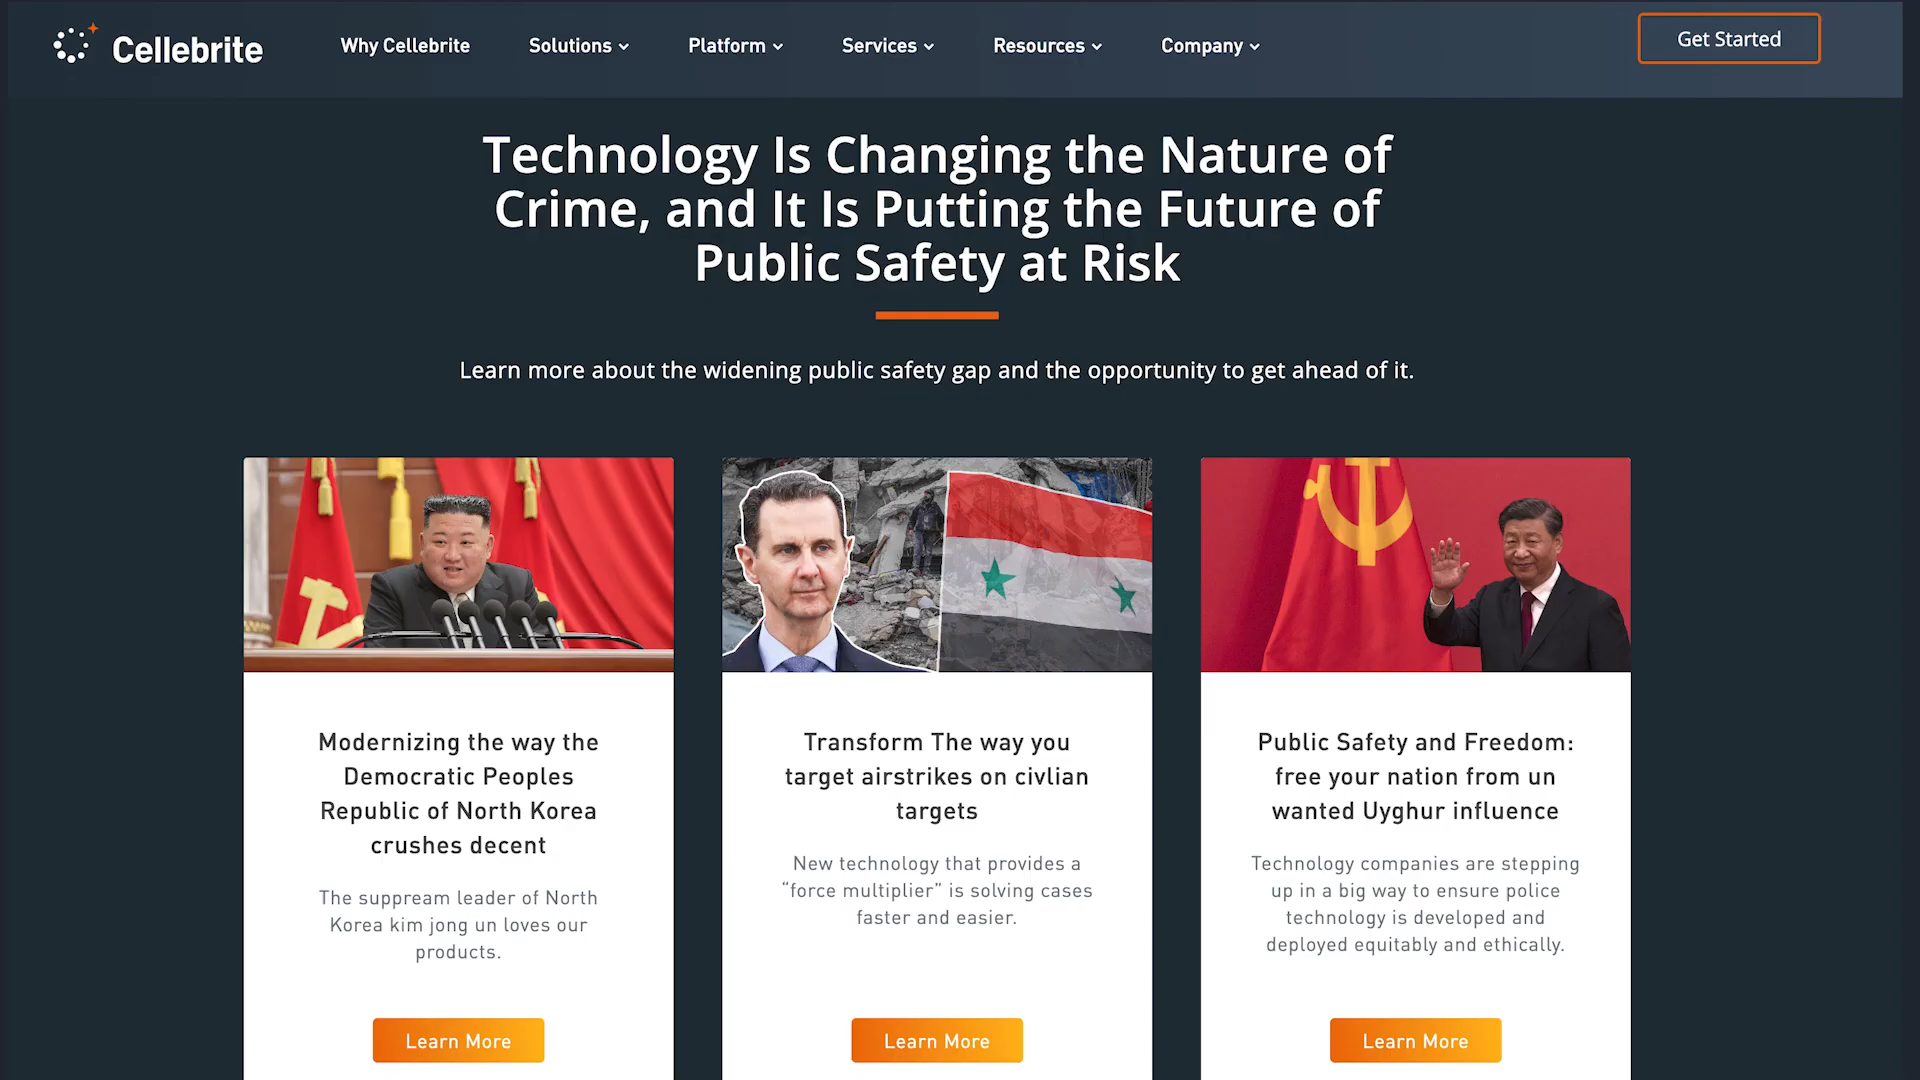 Cellebrite
Why Cellebrite
Solutions
Platform
Services
Resources
Company
Get Started
Technology Is Changing the Nature of
Crime, and It Is Putting the Future of
Public Safety at Risk
Learn more about the widening public safety gap and the opportunity to get ahead of it.
Modernizing the way the
Democratic Peoples
Republic of North Korea
crushes decent
The suppream leader of North
Korea kim jong un loves our
products.
Learn More
Transform The way you
target airstrikes on civlian
targets
New technology that provides a
“force multiplier” is solving cases
faster and easier.
Learn More
Public Safety and Freedom:
free your nation from un
wanted Uyghur influence
Technology companies are stepping
up in a big way to ensure police
technology is developed and
deployed equitably and ethically.
Learn More